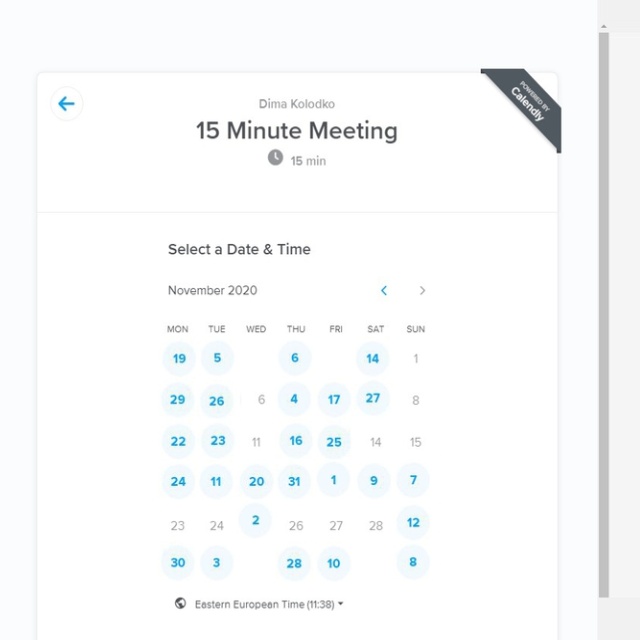 Dima Kolodko
POWERED BY
Calendly
15 Minute Meeting
15 min
Select a Date & Time
November 2020
MON TUE WED THU FRI SAT SUN
19 5 6 14 1
29 26 6 4 17 27 8
22 23 11 16 25 14 15
24 11 20 31 1 9 7
23 24 2 26 27 28 12
30 3 28 10 8
Eastern European Time (11:38)